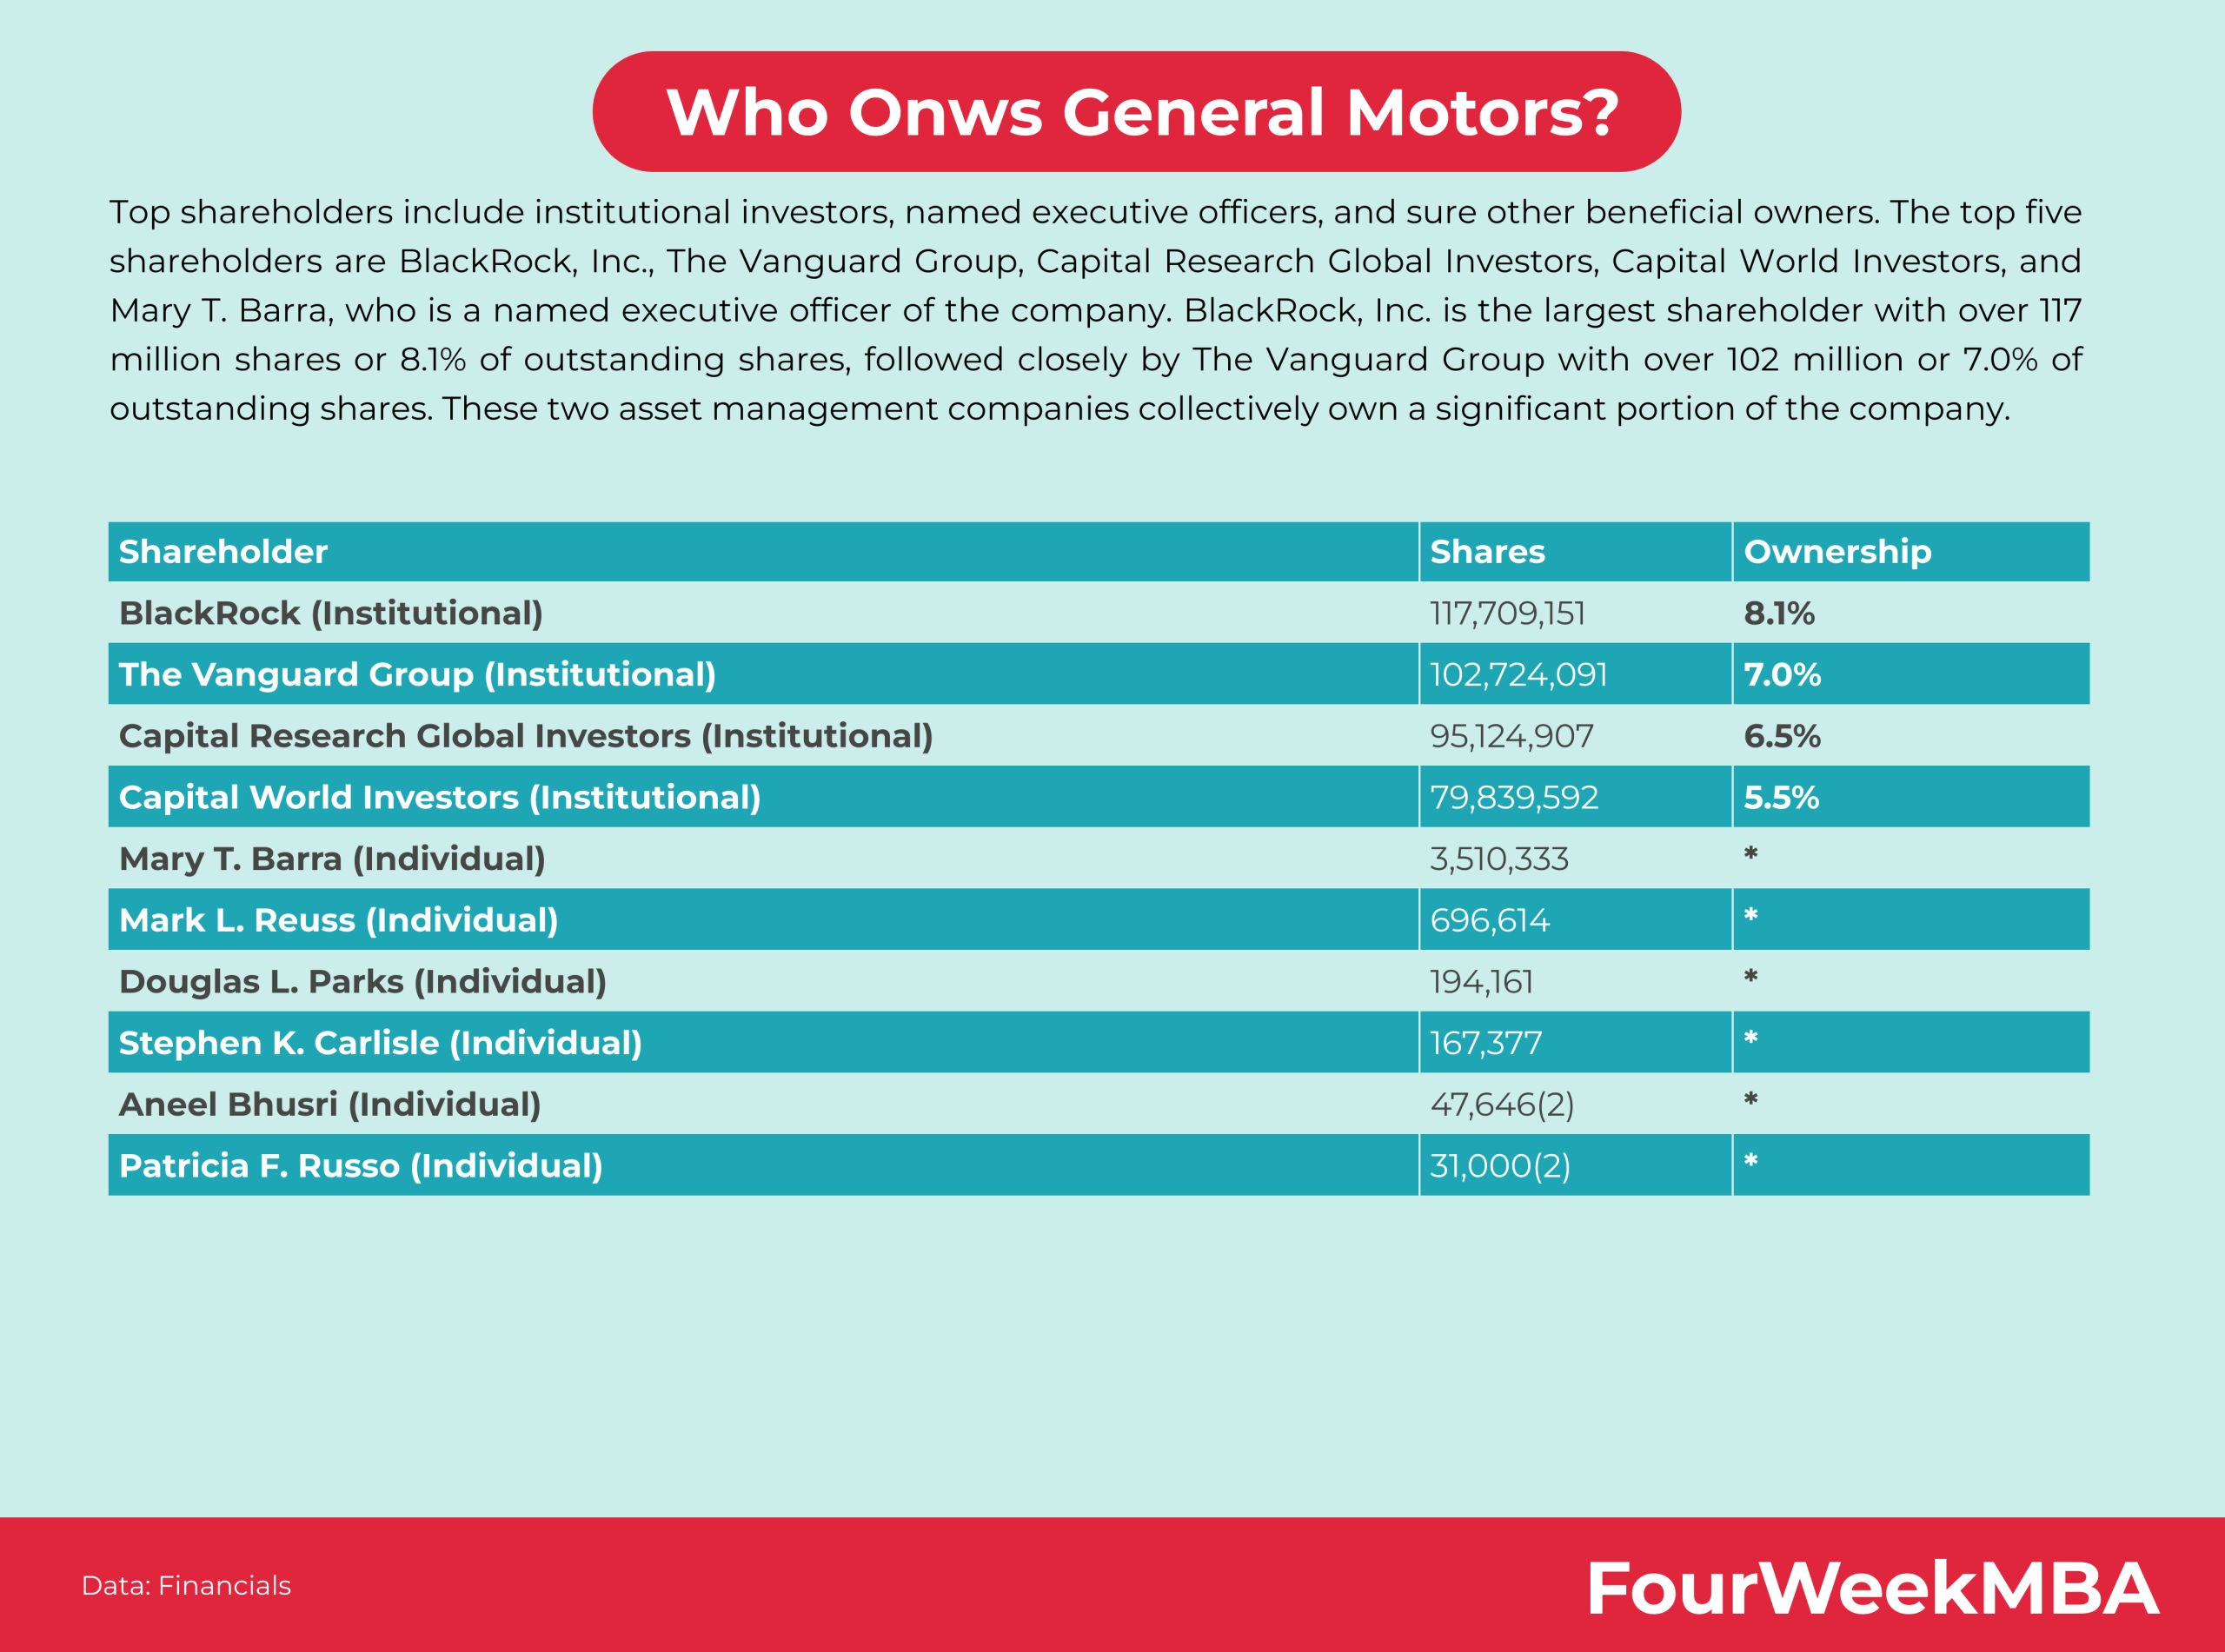 Who Onws General Motors?
Top shareholders include institutional investors, named executive officers, and sure other beneficial owners. The top five
shareholders are BlackRock, Inc., The Vanguard Group, Capital Research Global Investors, Capital World Investors, and
Mary T. Barra, who is a named executive officer of the company. BlackRock, Inc. is the largest shareholder with over 117
million shares or 8.1% of outstanding shares, followed closely by The Vanguard Group with over 102 million or 7.0% of
outstanding shares. These two asset management companies collectively own a significant portion of the company.
Shareholder Shares Ownership
BlackRock (Institutional) 117,709,151 8.1%
The Vanguard Group (Institutional) 102,724,091 7.0%
Capital Research Global Investors (Institutional) 95,124,907 6.5%
Capital World Investors (Institutional) 79,839,592 5.5%
Mary T. Barra (Individual) 3,510,333 *
Mark L. Reuss (Individual) 696,614 *
Douglas L. Parks (Individual) 194,161 *
Stephen K. Carlisle (Individual) 167,377 *
Aneel Bhusri (Individual) 47,646(2) *
Patricia F. Russo (Individual) 31,000(2) *
Data: Financials
FourWeekMBA